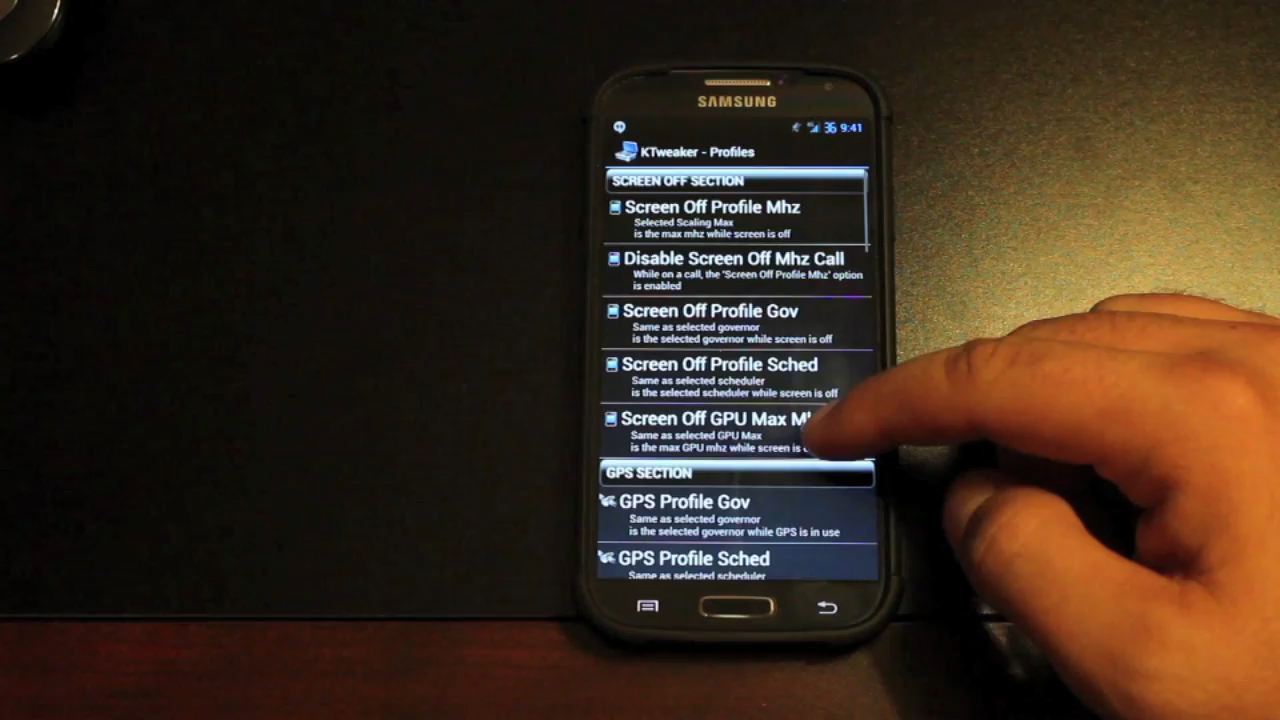 SAMSUNG
36 9:41
KTweaker - Profiles
SCREEN OFF SECTION
Screen Off Profile Mhz
Selected Scaling Max
is the max mhz while screen is off
Disable Screen Off Mhz Call
While on a call, the 'Screen Off Profile Mhz' option
is enabled
Screen Off Profile Gov
Same as selected governor
is the selected governor while screen is off
Screen Off Profile Sched
Same as selected scheduler
is the selected scheduler while screen is off
Screen Off GPU Max
Same as selected GPU Max
is the max GPU mhz while screen is
GPS SECTION
GPS Profile Gov
Same as selected governor
is the selected governor while GPS is in use
GPS Profile Sched
Same as selected scheduler